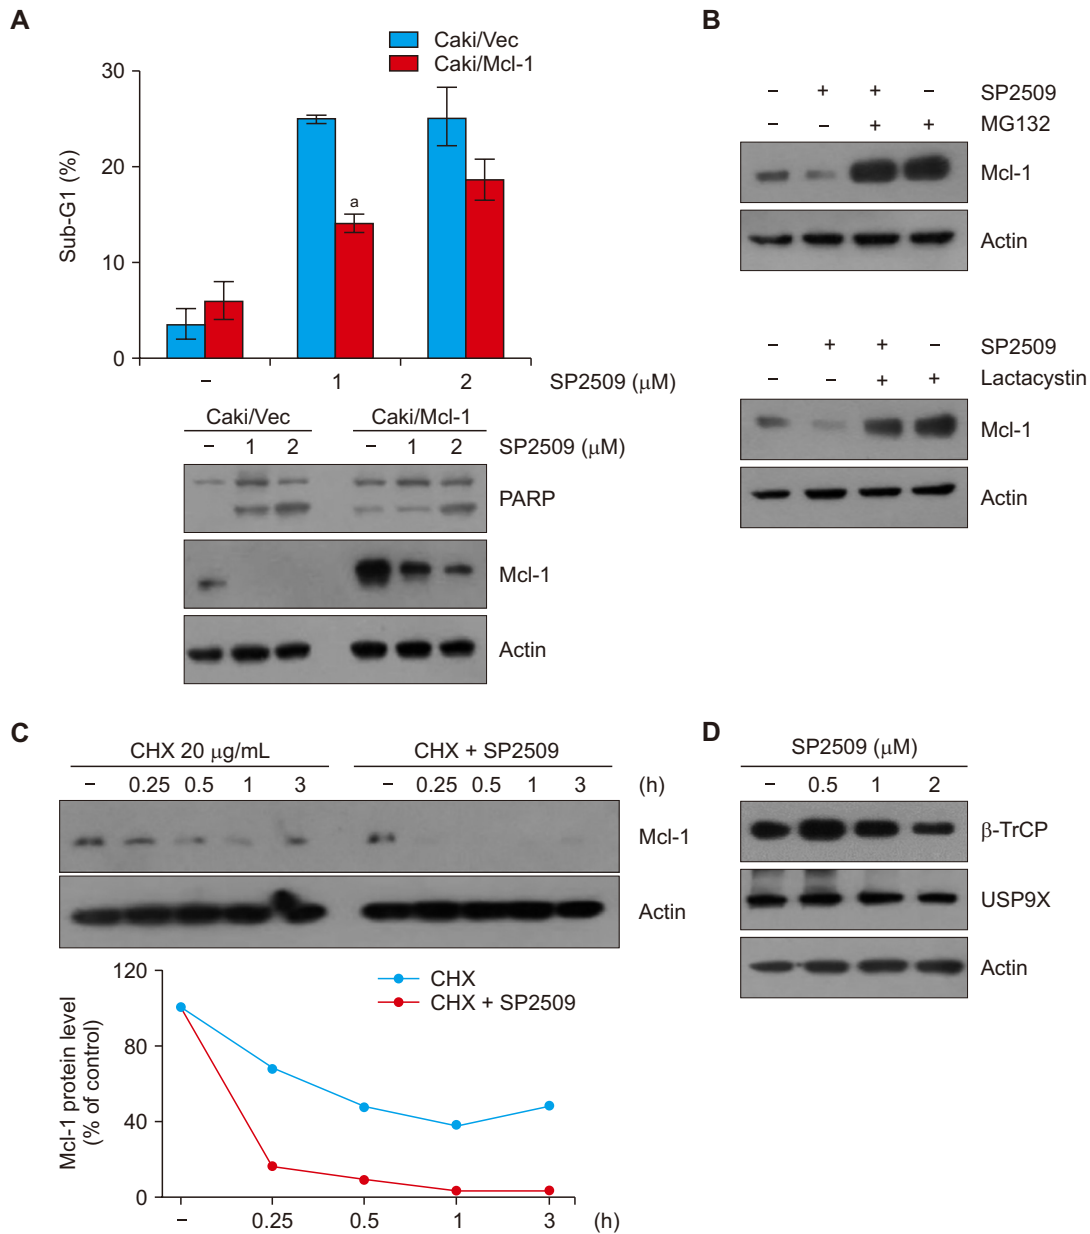 A
Caki/Vec
Caki/Mcl-1
30
20
10
0
Sub-G1 (%)
a
– 1 2 SP2509 (μM)
Caki/Vec Caki/Mcl-1
– 1 2 – 1 2 SP2509 (μM)
PARP
Mcl-1
Actin
B
– + + – SP2509
– – + + MG132
Mcl-1
Actin
– + + – SP2509
– – + + Lactacystin
Mcl-1
Actin
C
CHX 20 μg/mL CHX + SP2509
– 0.25 0.5 1 3 – 0.25 0.5 1 3 (h)
Mcl-1
Actin
CHX
CHX + SP2509
120
80
40
0
Mcl-1 protein level
(% of control)
– 0.25 0.5 1 3 (h)
D
SP2509 (μM)
– 0.5 1 2
β-TrCP
USP9X
Actin